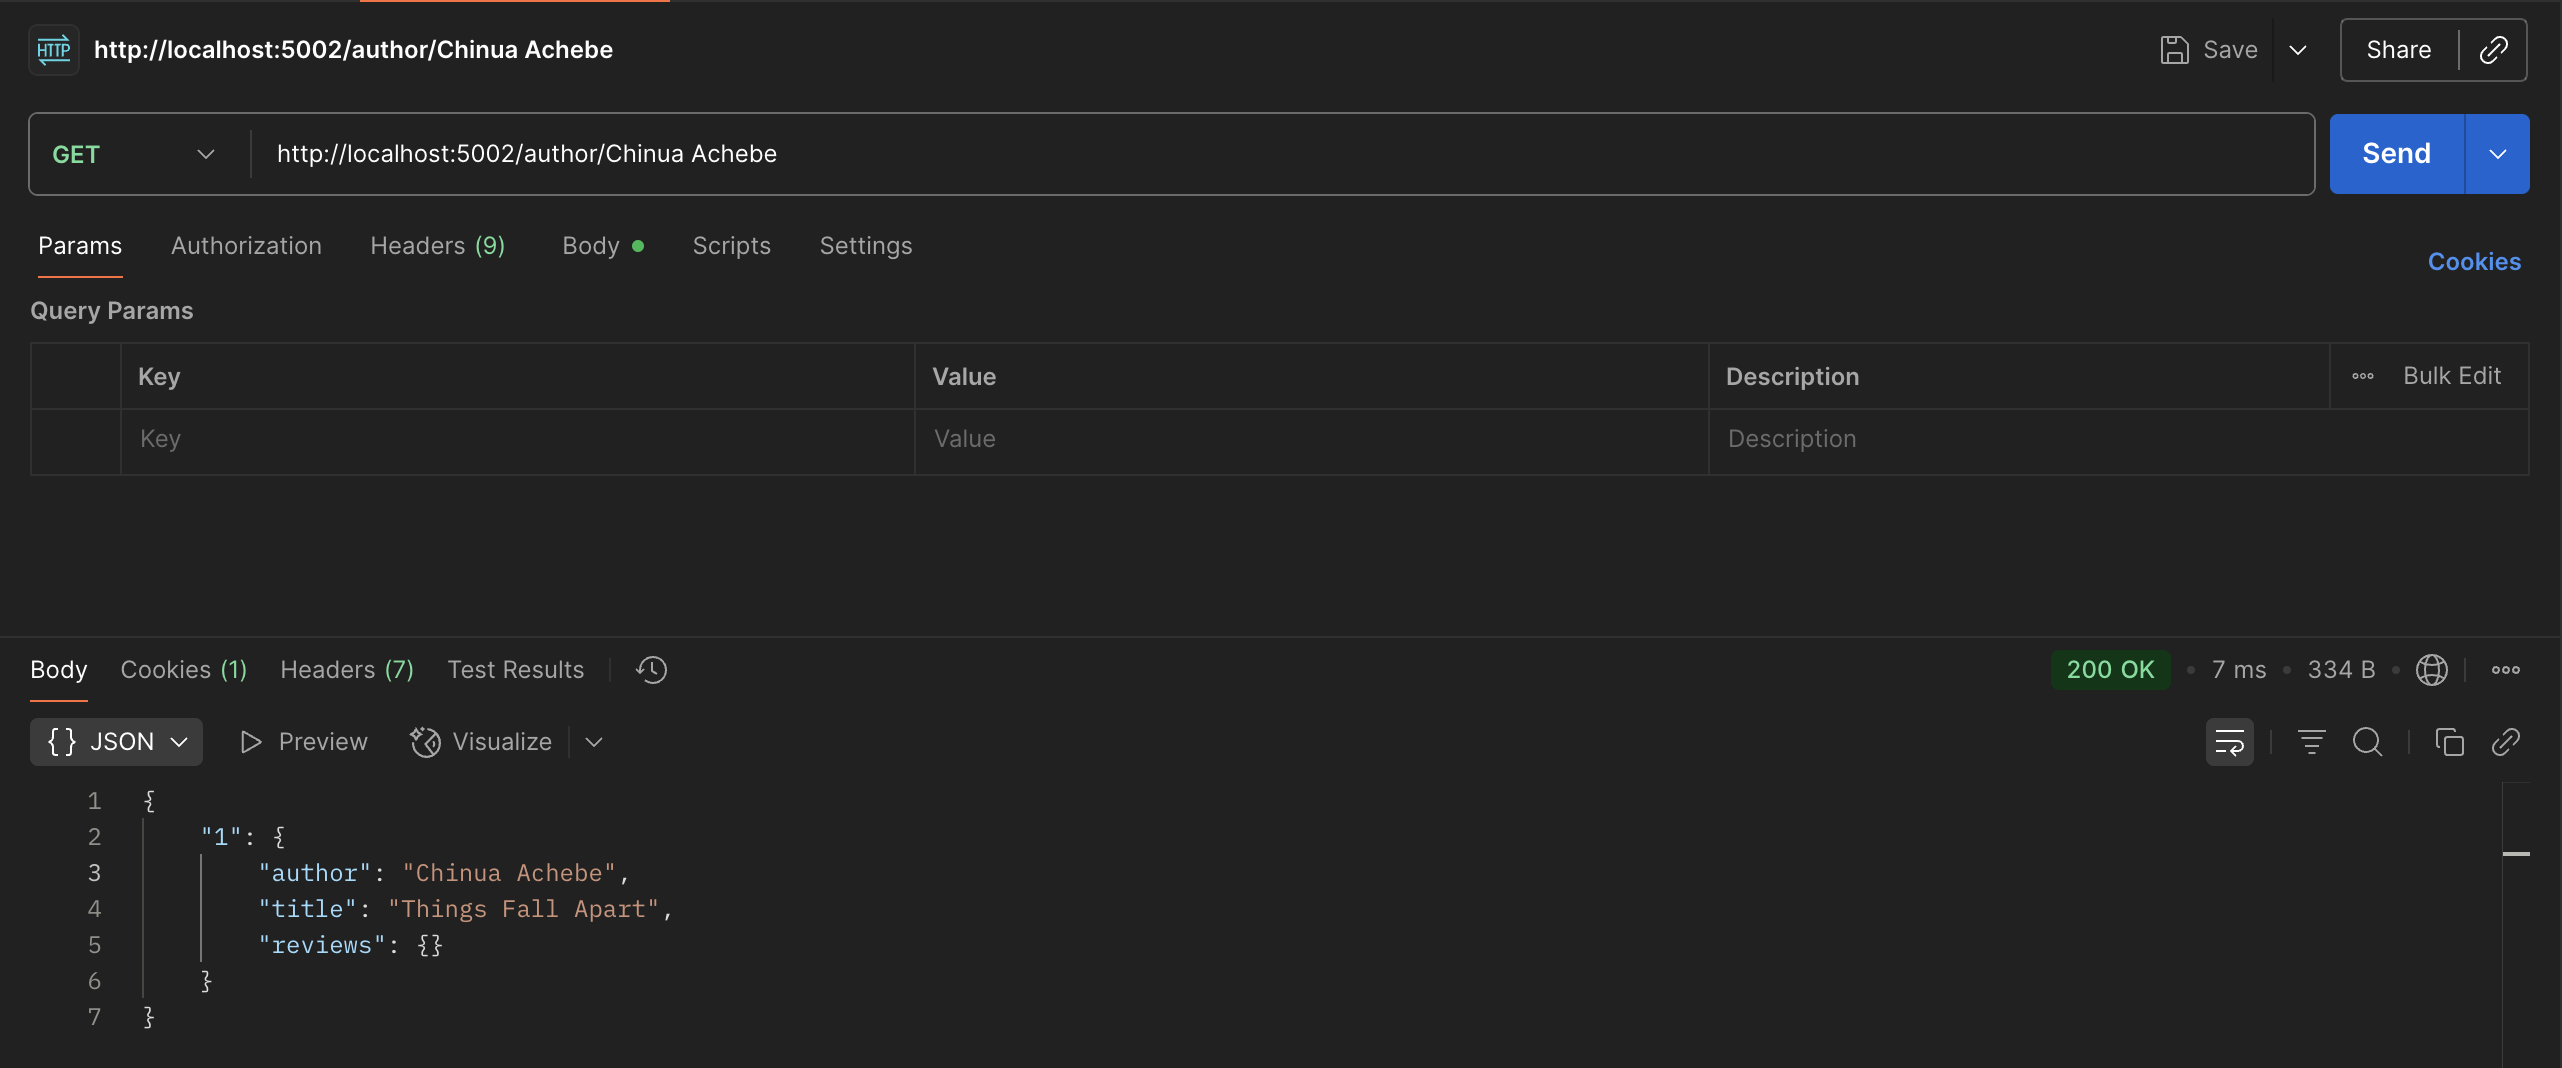 HTTP http://localhost:5002/author/Chinua Achebe Save Share
GET http://localhost:5002/author/Chinua Achebe Send
Params Authorization Headers (9) Body Scripts Settings Cookies
Query Params
Key Value Description Bulk Edit
Key Value Description
Body Cookies (1) Headers (7) Test Results 200 OK • 7 ms • 334 B •
{} JSON Preview Visualize
1 {
2 "1": {
3 "author": "Chinua Achebe",
4 "title": "Things Fall Apart",
5 "reviews": {}
6 }
7 }